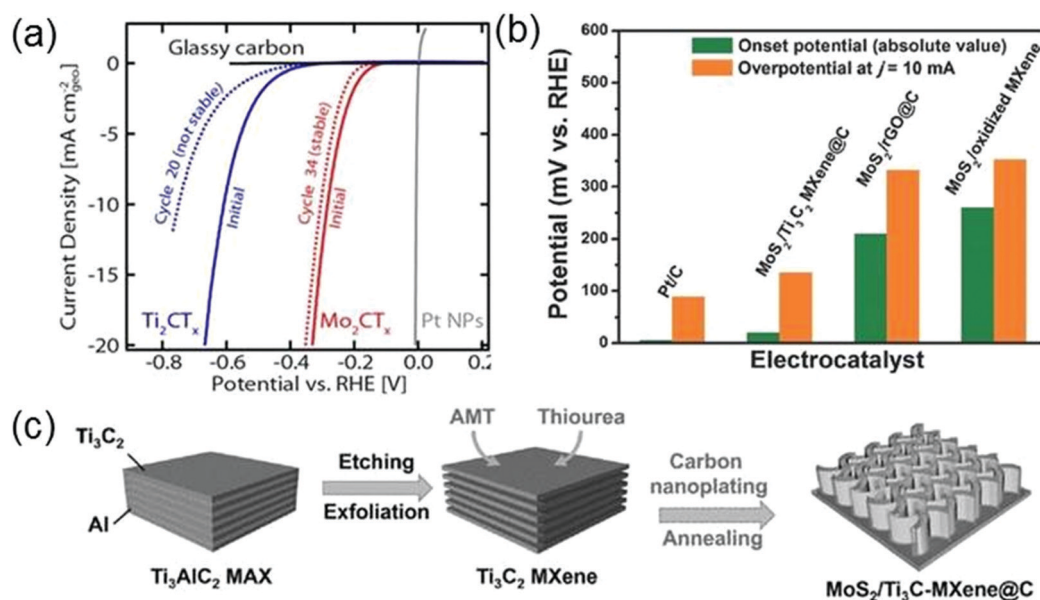 (a)
Glassy carbon
Cycle 20 (not stable)
Initial
Cycle 34 (stable)
Initial
Ti₂CTₓ
Mo₂CTₓ
Pt NPs
Current Density [mA cm⁻²geo]
0
-5
-10
-15
-20
-0.8 -0.6 -0.4 -0.2 0.0 0.2
Potential vs. RHE [V]
(b)
Onset potential (absolute value)
Overpotential at j = 10 mA
Potential (mV vs. RHE)
600
500
400
300
200
100
0
Pt/C
MoS₂/Ti₃C₂ MXene@C
MoS₂/rGO@C
MoS₂/oxidized MXene
Electrocatalyst
(c)
Ti₃C₂
Al
Ti₃AlC₂ MAX
Etching
Exfoliation
AMT Thiourea
Ti₃C₂ MXene
Carbon
nanoplating
Annealing
MoS₂/Ti₃C-MXene@C